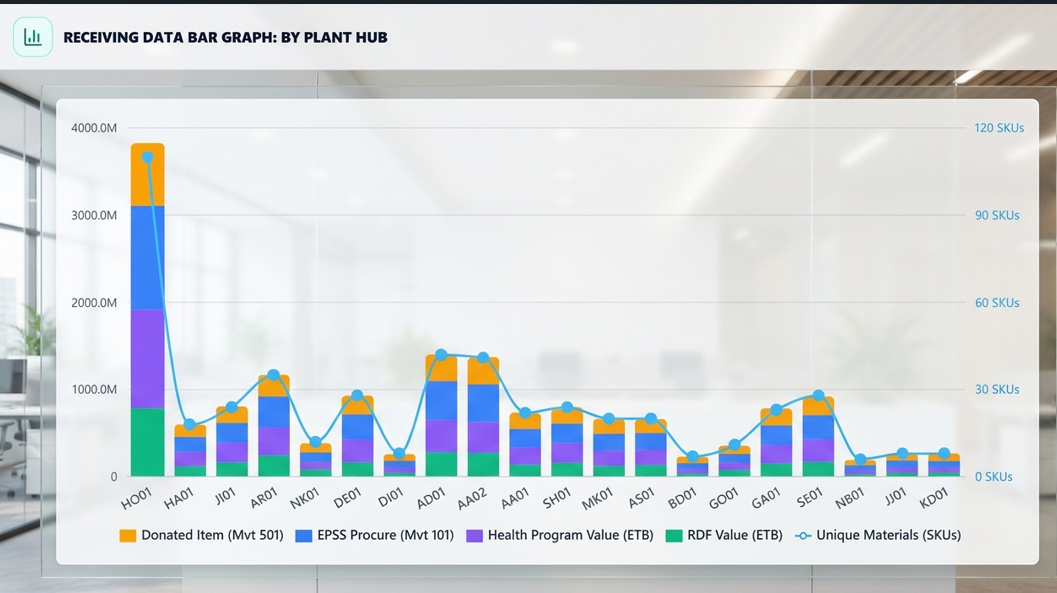 RECEIVING DATA BAR GRAPH: BY PLANT HUB
4000.0M
120 SKUs
3000.0M
90 SKUs
2000.0M
60 SKUs
1000.0M
30 SKUs
0
0 SKUs
HO01 HA01 JI01 AR01 NK01 DE01 DI01 AD01 AA02 AA01 SH01 MK01 AS01 BD01 GO01 GA01 SE01 NB01 JJ01 KD01
Donated Item (Mvt 501) EPSS Procure (Mvt 101) Health Program Value (ETB) RDF Value (ETB) Unique Materials (SKUs)